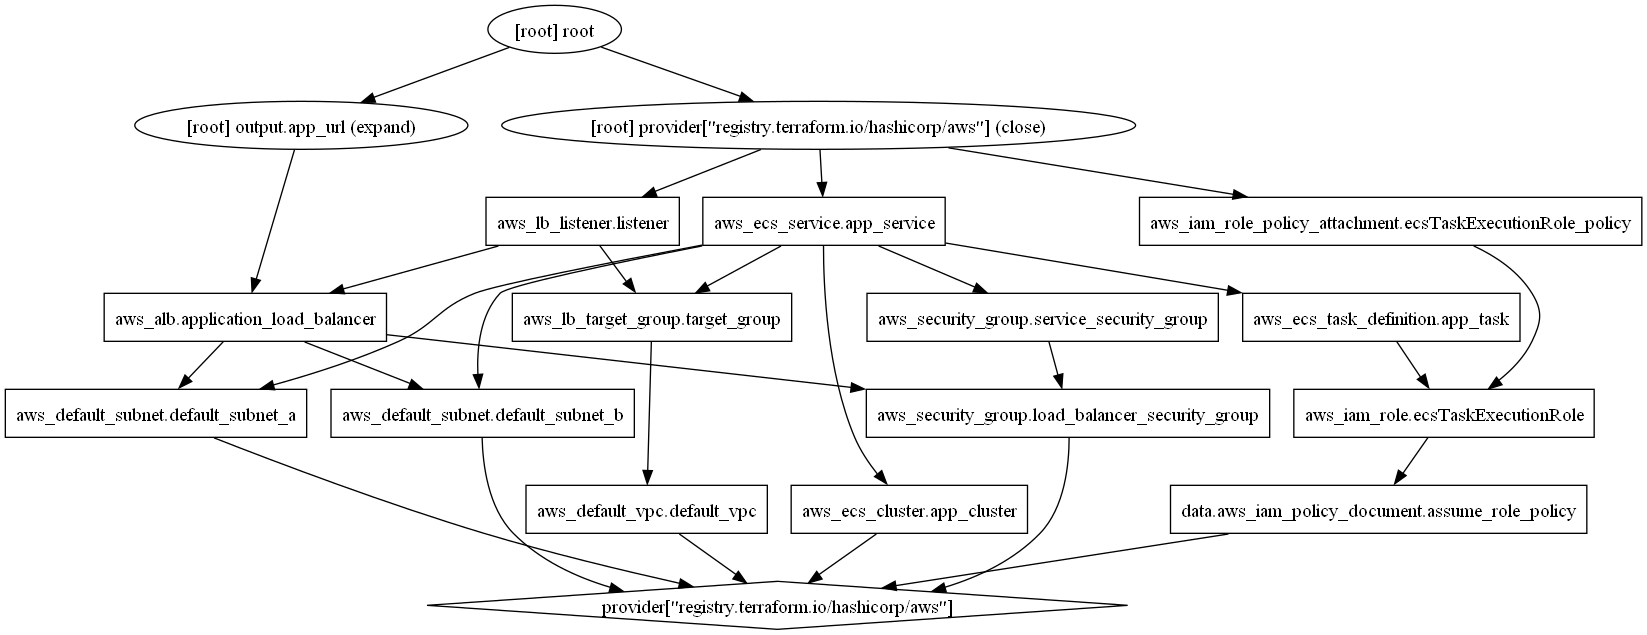 [root] root
[root] output.app_url (expand)
[root] provider["registry.terraform.io/hashicorp/aws"] (close)
aws_lb_listener.listener
aws_ecs_service.app_service
aws_iam_role_policy_attachment.ecsTaskExecutionRole_policy
aws_alb.application_load_balancer
aws_lb_target_group.target_group
aws_security_group.service_security_group
aws_ecs_task_definition.app_task
aws_default_subnet.default_subnet_a
aws_default_subnet.default_subnet_b
aws_security_group.load_balancer_security_group
aws_iam_role.ecsTaskExecutionRole
aws_default_vpc.default_vpc
aws_ecs_cluster.app_cluster
data.aws_iam_policy_document.assume_role_policy
provider["registry.terraform.io/hashicorp/aws"]